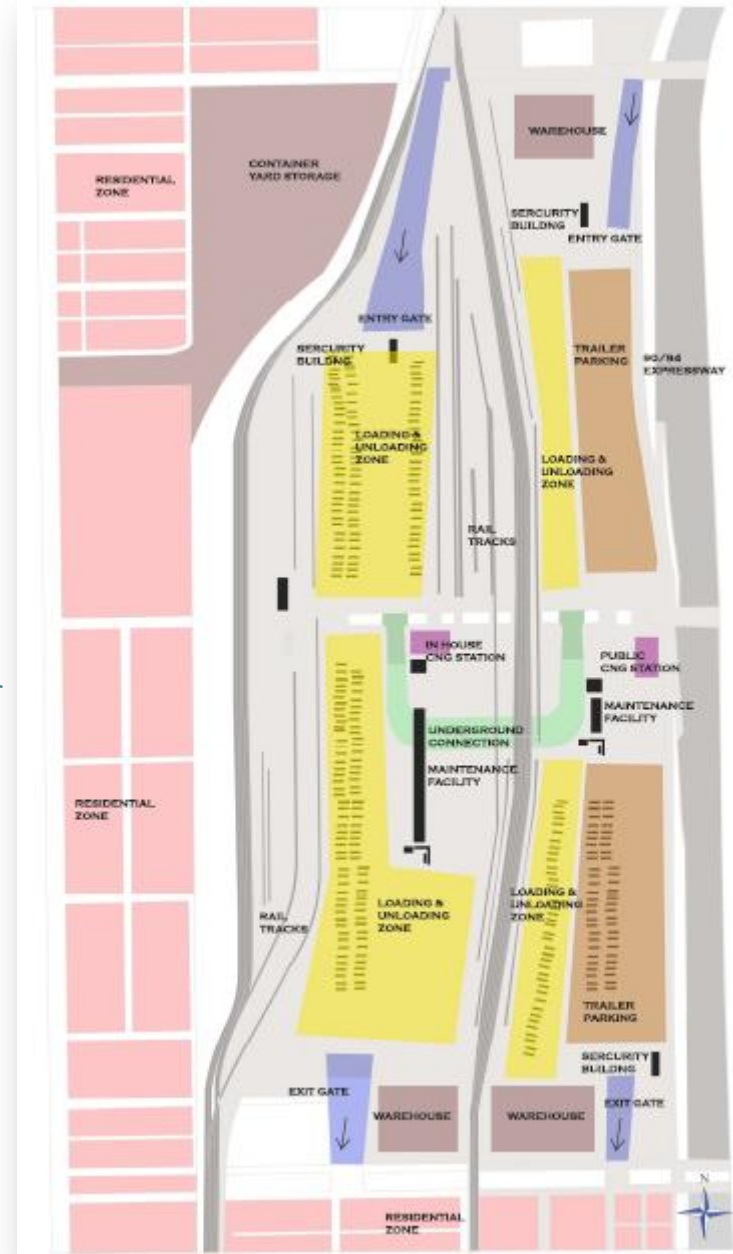 WAREHOUSE
CONTAINER
YARD STORAGE
RESIDENTIAL
ZONE
SERCURITY
BUILDNG
ENTRY GATE
ENTRY GATE
SERCURITY
BUILDNG
TRAILER
PARKING
90/94
EXPRESSWAY
LOADING &
UNLOADING
ZONE
LOADING &
UNLOADING
ZONE
RAIL
TRACKS
IN HOUSE
CNG STATION
PUBLIC
CNG STATION
MAINTENANCE
FACILITY
UNDERGROUND
CONNECTION
MAINTENANCE
FACILITY
RESIDENTIAL
ZONE
LOADING &
UNLOADING
ZONE
LOADING &
UNLOADING
ZONE
RAIL
TRACKS
TRAILER
PARKING
SERCURITY
BUILDNG
EXIT GATE
EXIT GATE
WAREHOUSE
WAREHOUSE
N
RESIDENTIAL
ZONE